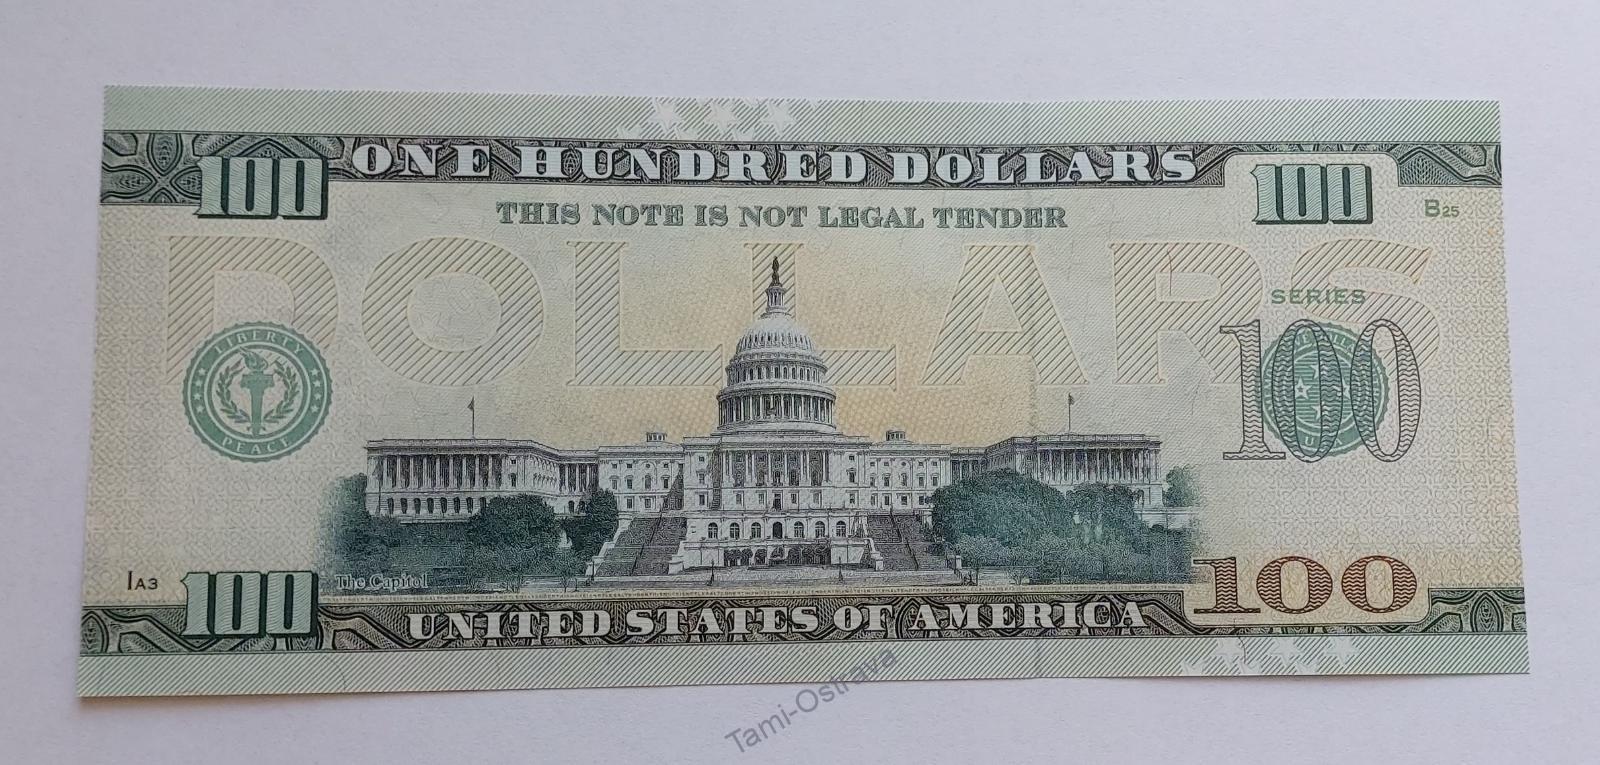 100 ONE HUNDRED DOLLARS 100
THIS NOTE IS NOT LEGAL TENDER
B25
DOLLARS
SERIES
100
LIBERTY
PEACE
The Capitol
IA3
100 UNITED STATES OF AMERICA 100
Tami-Ostrava